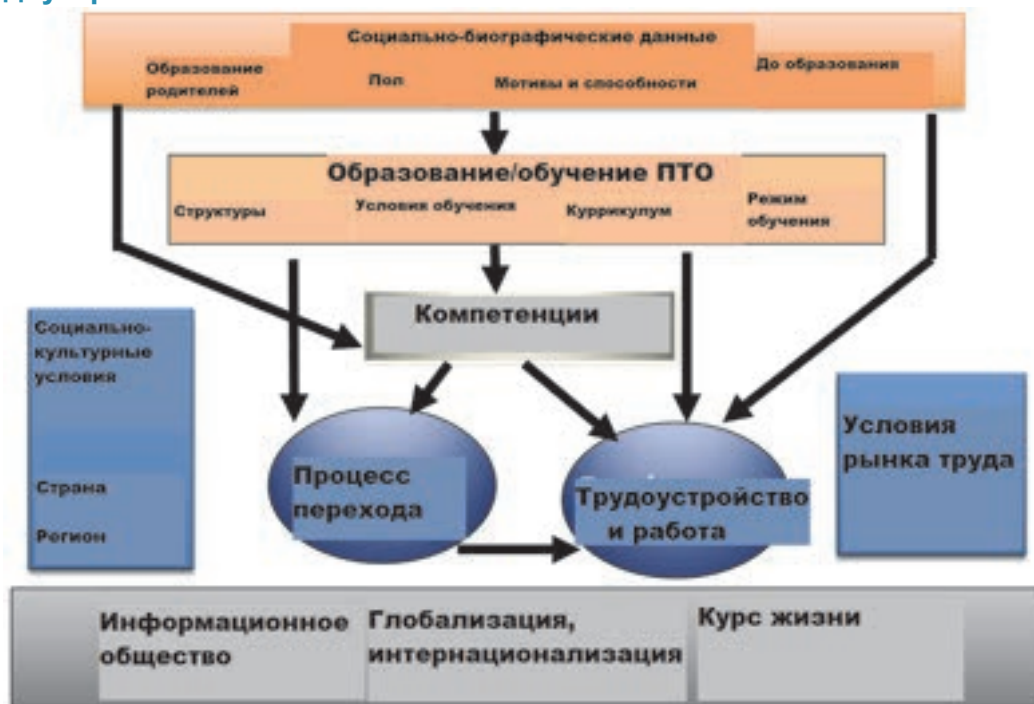 Социально-биографические данные
Образование
родителей
Пол
Мотивы и способности
До образования
Образование/обучение ПТО
Структуры
Условия обучения
Куррикулум
Режим
обучения
Компетенции
Социально-
культурные
условия
Страна
Регион
Процесс
перехода
Трудоустройство
и работа
Условия
рынка труда
Информационное
общество
Глобализация,
интернационализация
Курс жизни